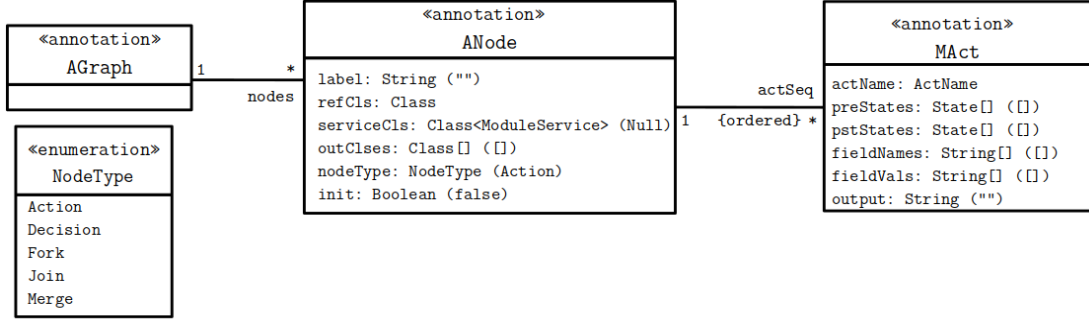 «annotation»
AGraph
1
*
nodes
«enumeration»
NodeType
Action
Decision
Fork
Join
Merge
«annotation»
ANode
label: String ("")
refCls: Class
serviceCls: Class<ModuleService> (Null)
outClses: Class[] ([])
nodeType: NodeType (Action)
init: Boolean (false)
actSeq
1
{ordered} *
«annotation»
MAct
actName: ActName
preStates: State[] ([])
pstStates: State[] ([])
fieldNames: String[] ([])
fieldVals: String[] ([])
output: String ("")